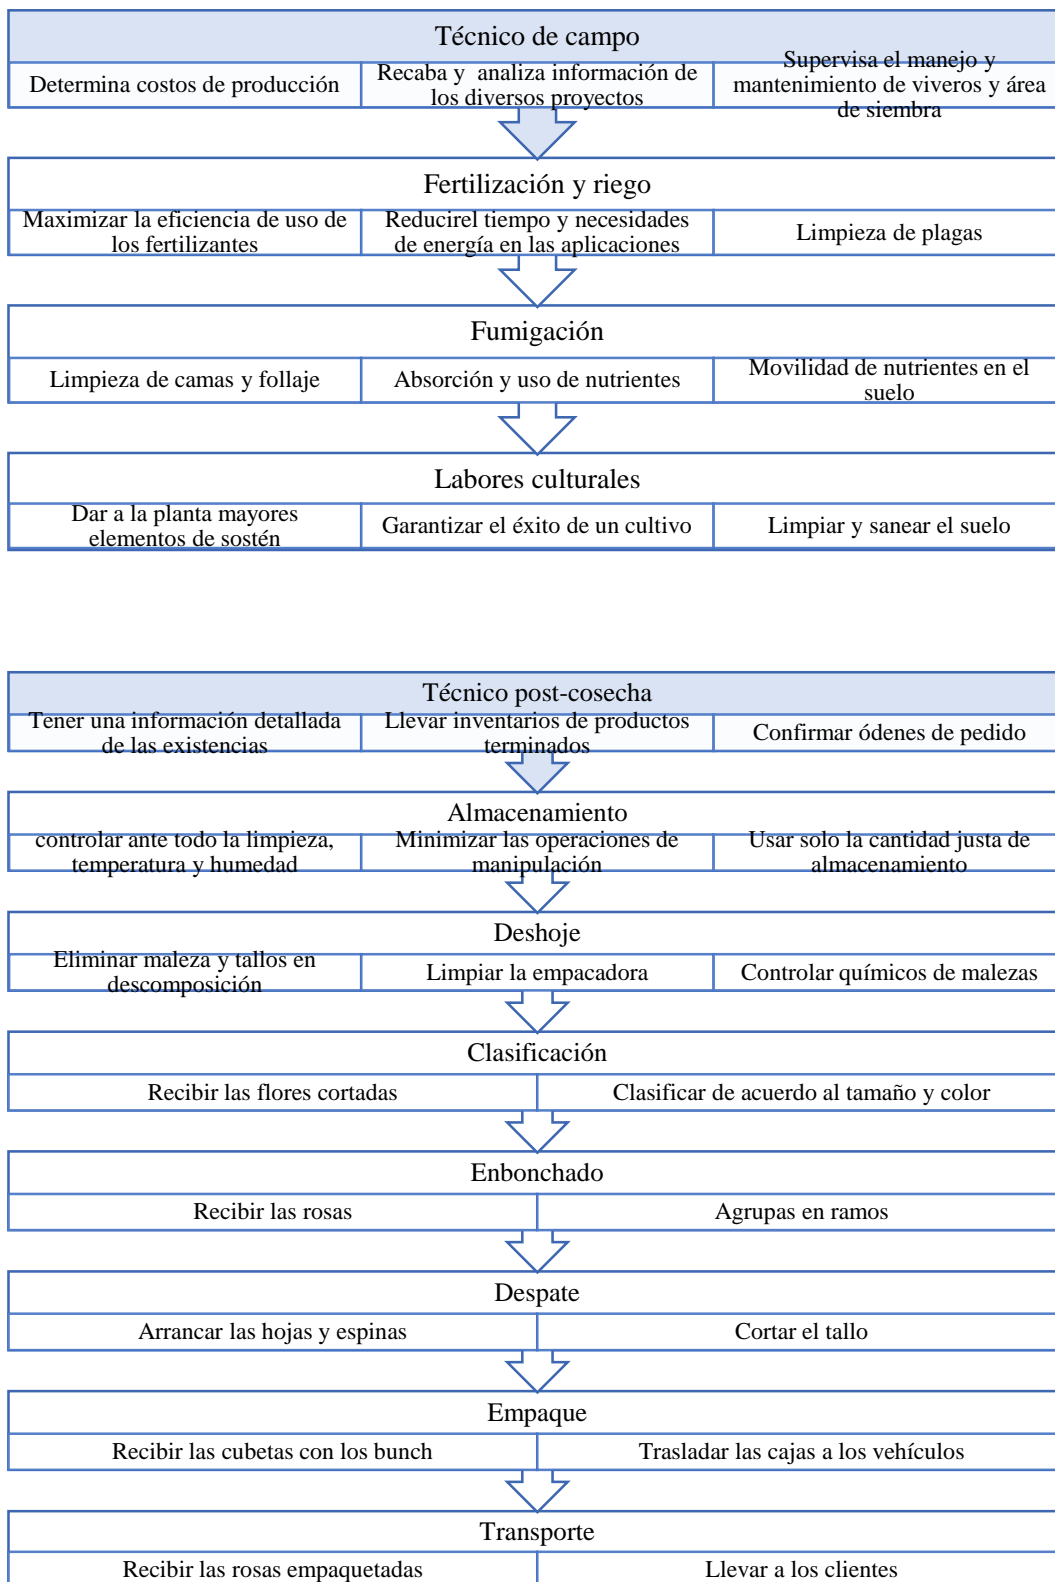 Técnico de campo
Determina costos de producción
Recaba y analiza información de
los diversos proyectos
Supervisa el manejo y
mantenimiento de viveros y área
de siembra
Fertilización y riego
Maximizar la eficiencia de uso de
los fertilizantes
Reducirel tiempo y necesidades
de energía en las aplicaciones
Limpieza de plagas
Fumigación
Limpieza de camas y follaje
Absorción y uso de nutrientes
Movilidad de nutrientes en el
suelo
Labores culturales
Dar a la planta mayores
elementos de sostén
Garantizar el éxito de un cultivo
Limpiar y sanear el suelo
Técnico post-cosecha
Tener una información detallada
de las existencias
Llevar inventarios de productos
terminados
Confirmar ódenes de pedido
Almacenamiento
controlar ante todo la limpieza,
temperatura y humedad
Minimizar las operaciones de
manipulación
Usar solo la cantidad justa de
almacenamiento
Deshoje
Eliminar maleza y tallos en
descomposición
Limpiar la empacadora
Controlar químicos de malezas
Clasificación
Recibir las flores cortadas
Clasificar de acuerdo al tamaño y color
Enbonchado
Recibir las rosas
Agrupas en ramos
Despate
Arrancar las hojas y espinas
Cortar el tallo
Empaque
Recibir las cubetas con los bunch
Trasladar las cajas a los vehículos
Transporte
Recibir las rosas empaquetadas
Llevar a los clientes